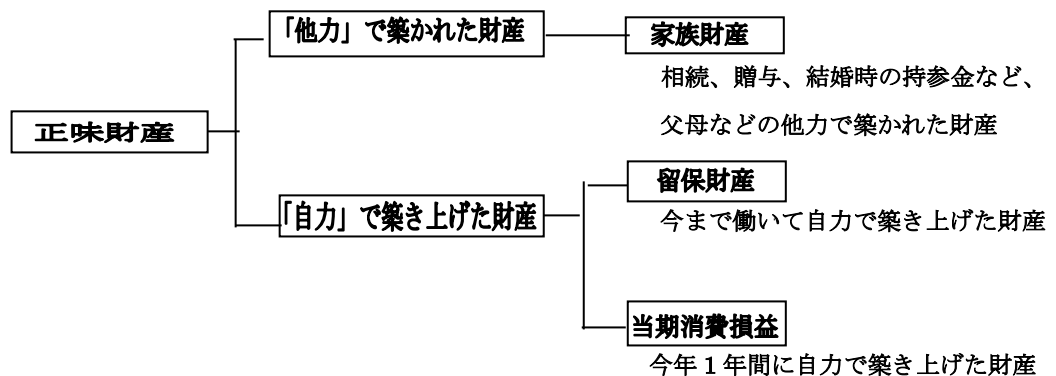 「他力」で築かれた財産
家族財産
相続、贈与、結婚時の持参金など、
父母などの他力で築かれた財産
正味財産
留保財産
「自力」で築き上げた財産
今まで働いて自力で築き上げた財産
当期消費損益
今年1年間に自力で築き上げた財産